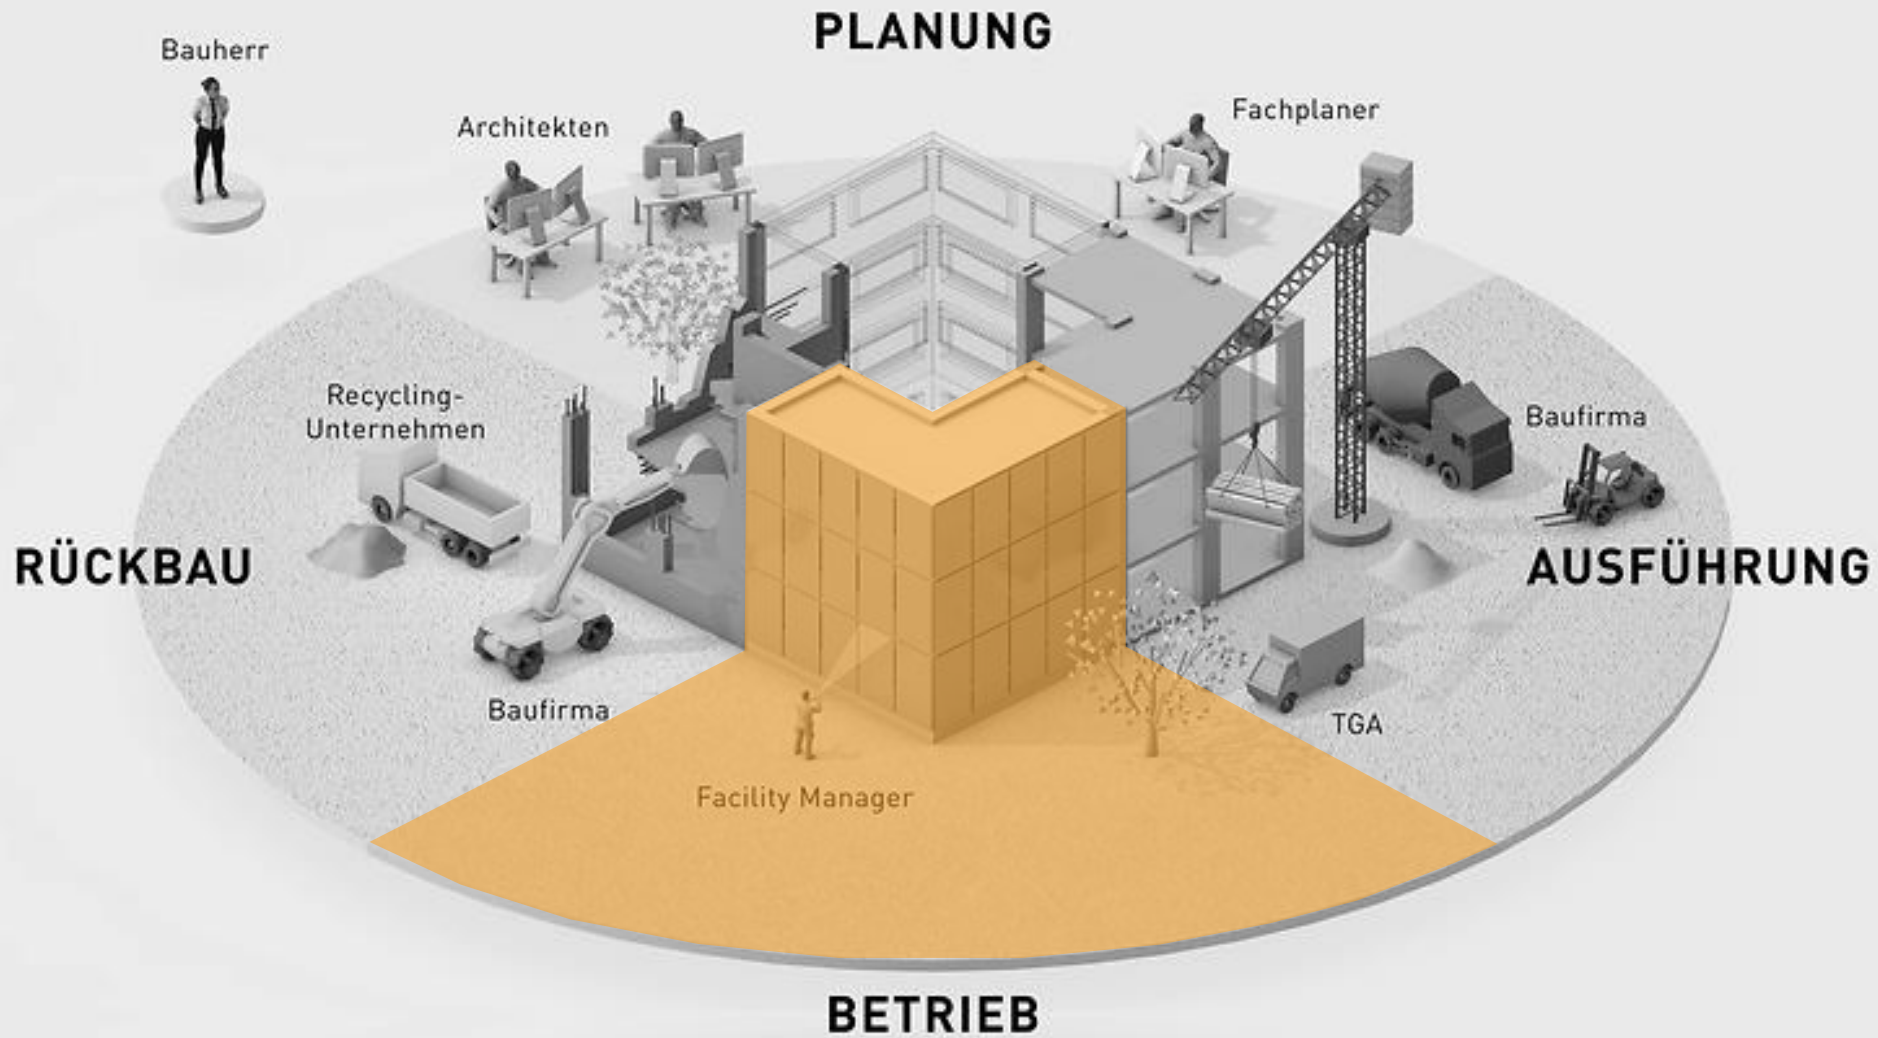 PLANUNG
Bauherr
Architekten
Fachplaner
Recycling-
Unternehmen
Baufirma
RÜCKBAU
AUSFÜHRUNG
Baufirma
TGA
Facility Manager
BETRIEB